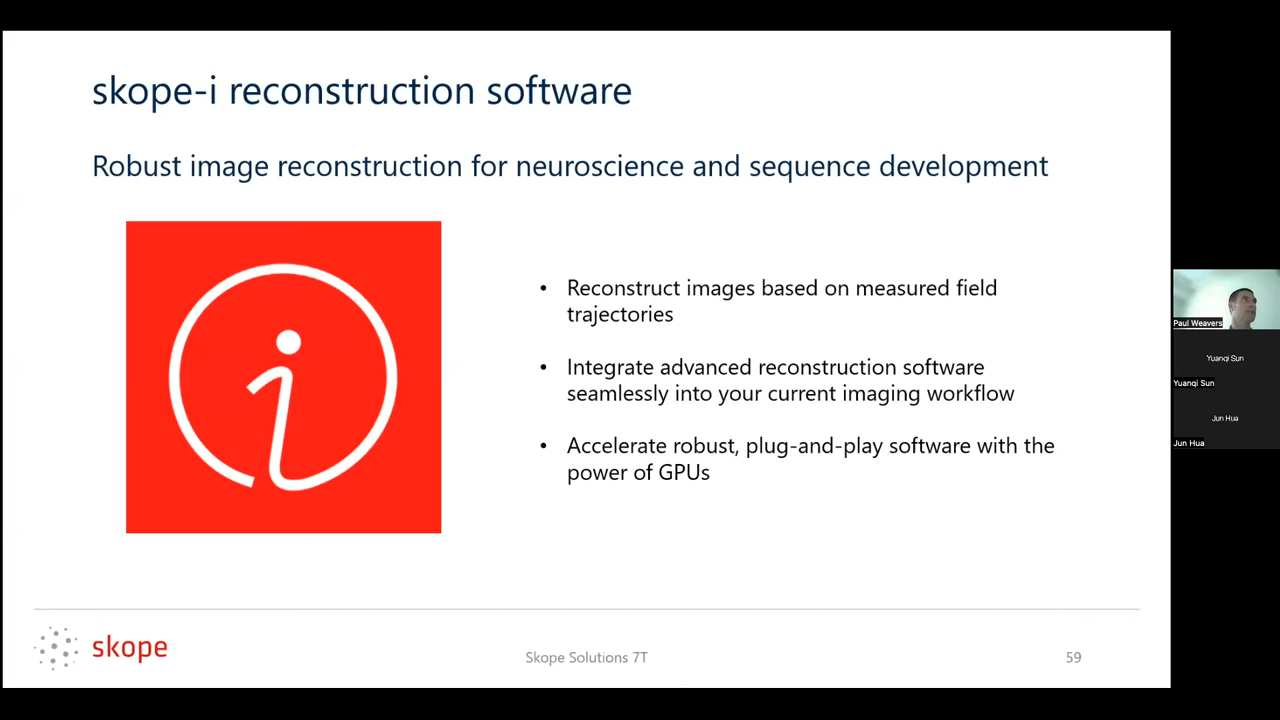 skope-i reconstruction software
Robust image reconstruction for neuroscience and sequence development
i
• Reconstruct images based on measured field
trajectories
• Integrate advanced reconstruction software
seamlessly into your current imaging workflow
• Accelerate robust, plug-and-play software with the
power of GPUs
skope
Skope Solutions 7T
59
Paul Weavers
Yuanqi Sun
Yuanqi Sun
Jun Hua
Jun Hua